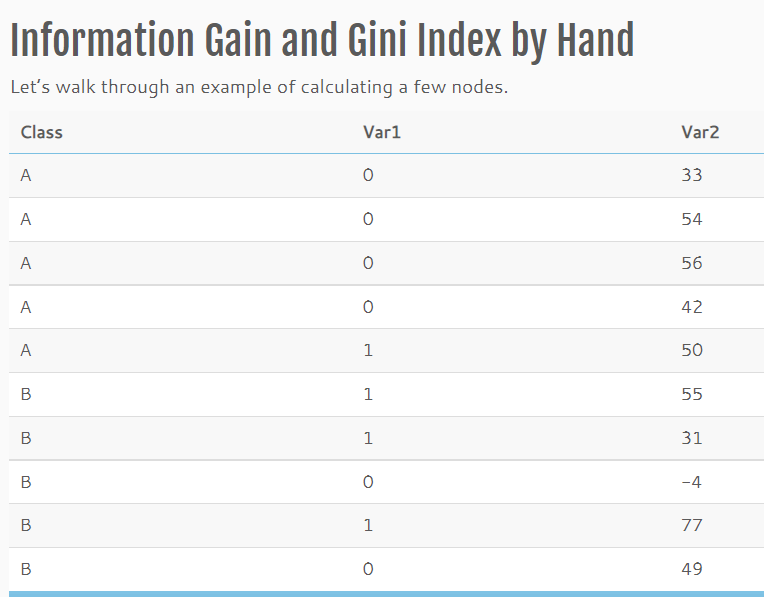 Information Gain and Gini Index by Hand
Let’s walk through an example of calculating a few nodes.
Class Var1 Var2
A 0 33
A 0 54
A 0 56
A 0 42
A 1 50
B 1 55
B 1 31
B 0 -4
B 1 77
B 0 49